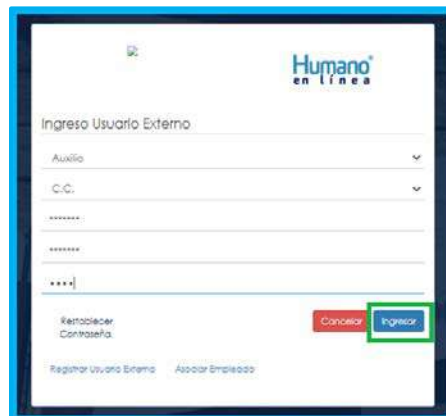 Humano
en línea
Ingreso Usuario Externo
Auxilio
C.C.
•••••••
•••••••
••••
Restablecer
Contraseña.
Cancelar
Ingresar
Registrar Usuario Externo
Asociar Empleado